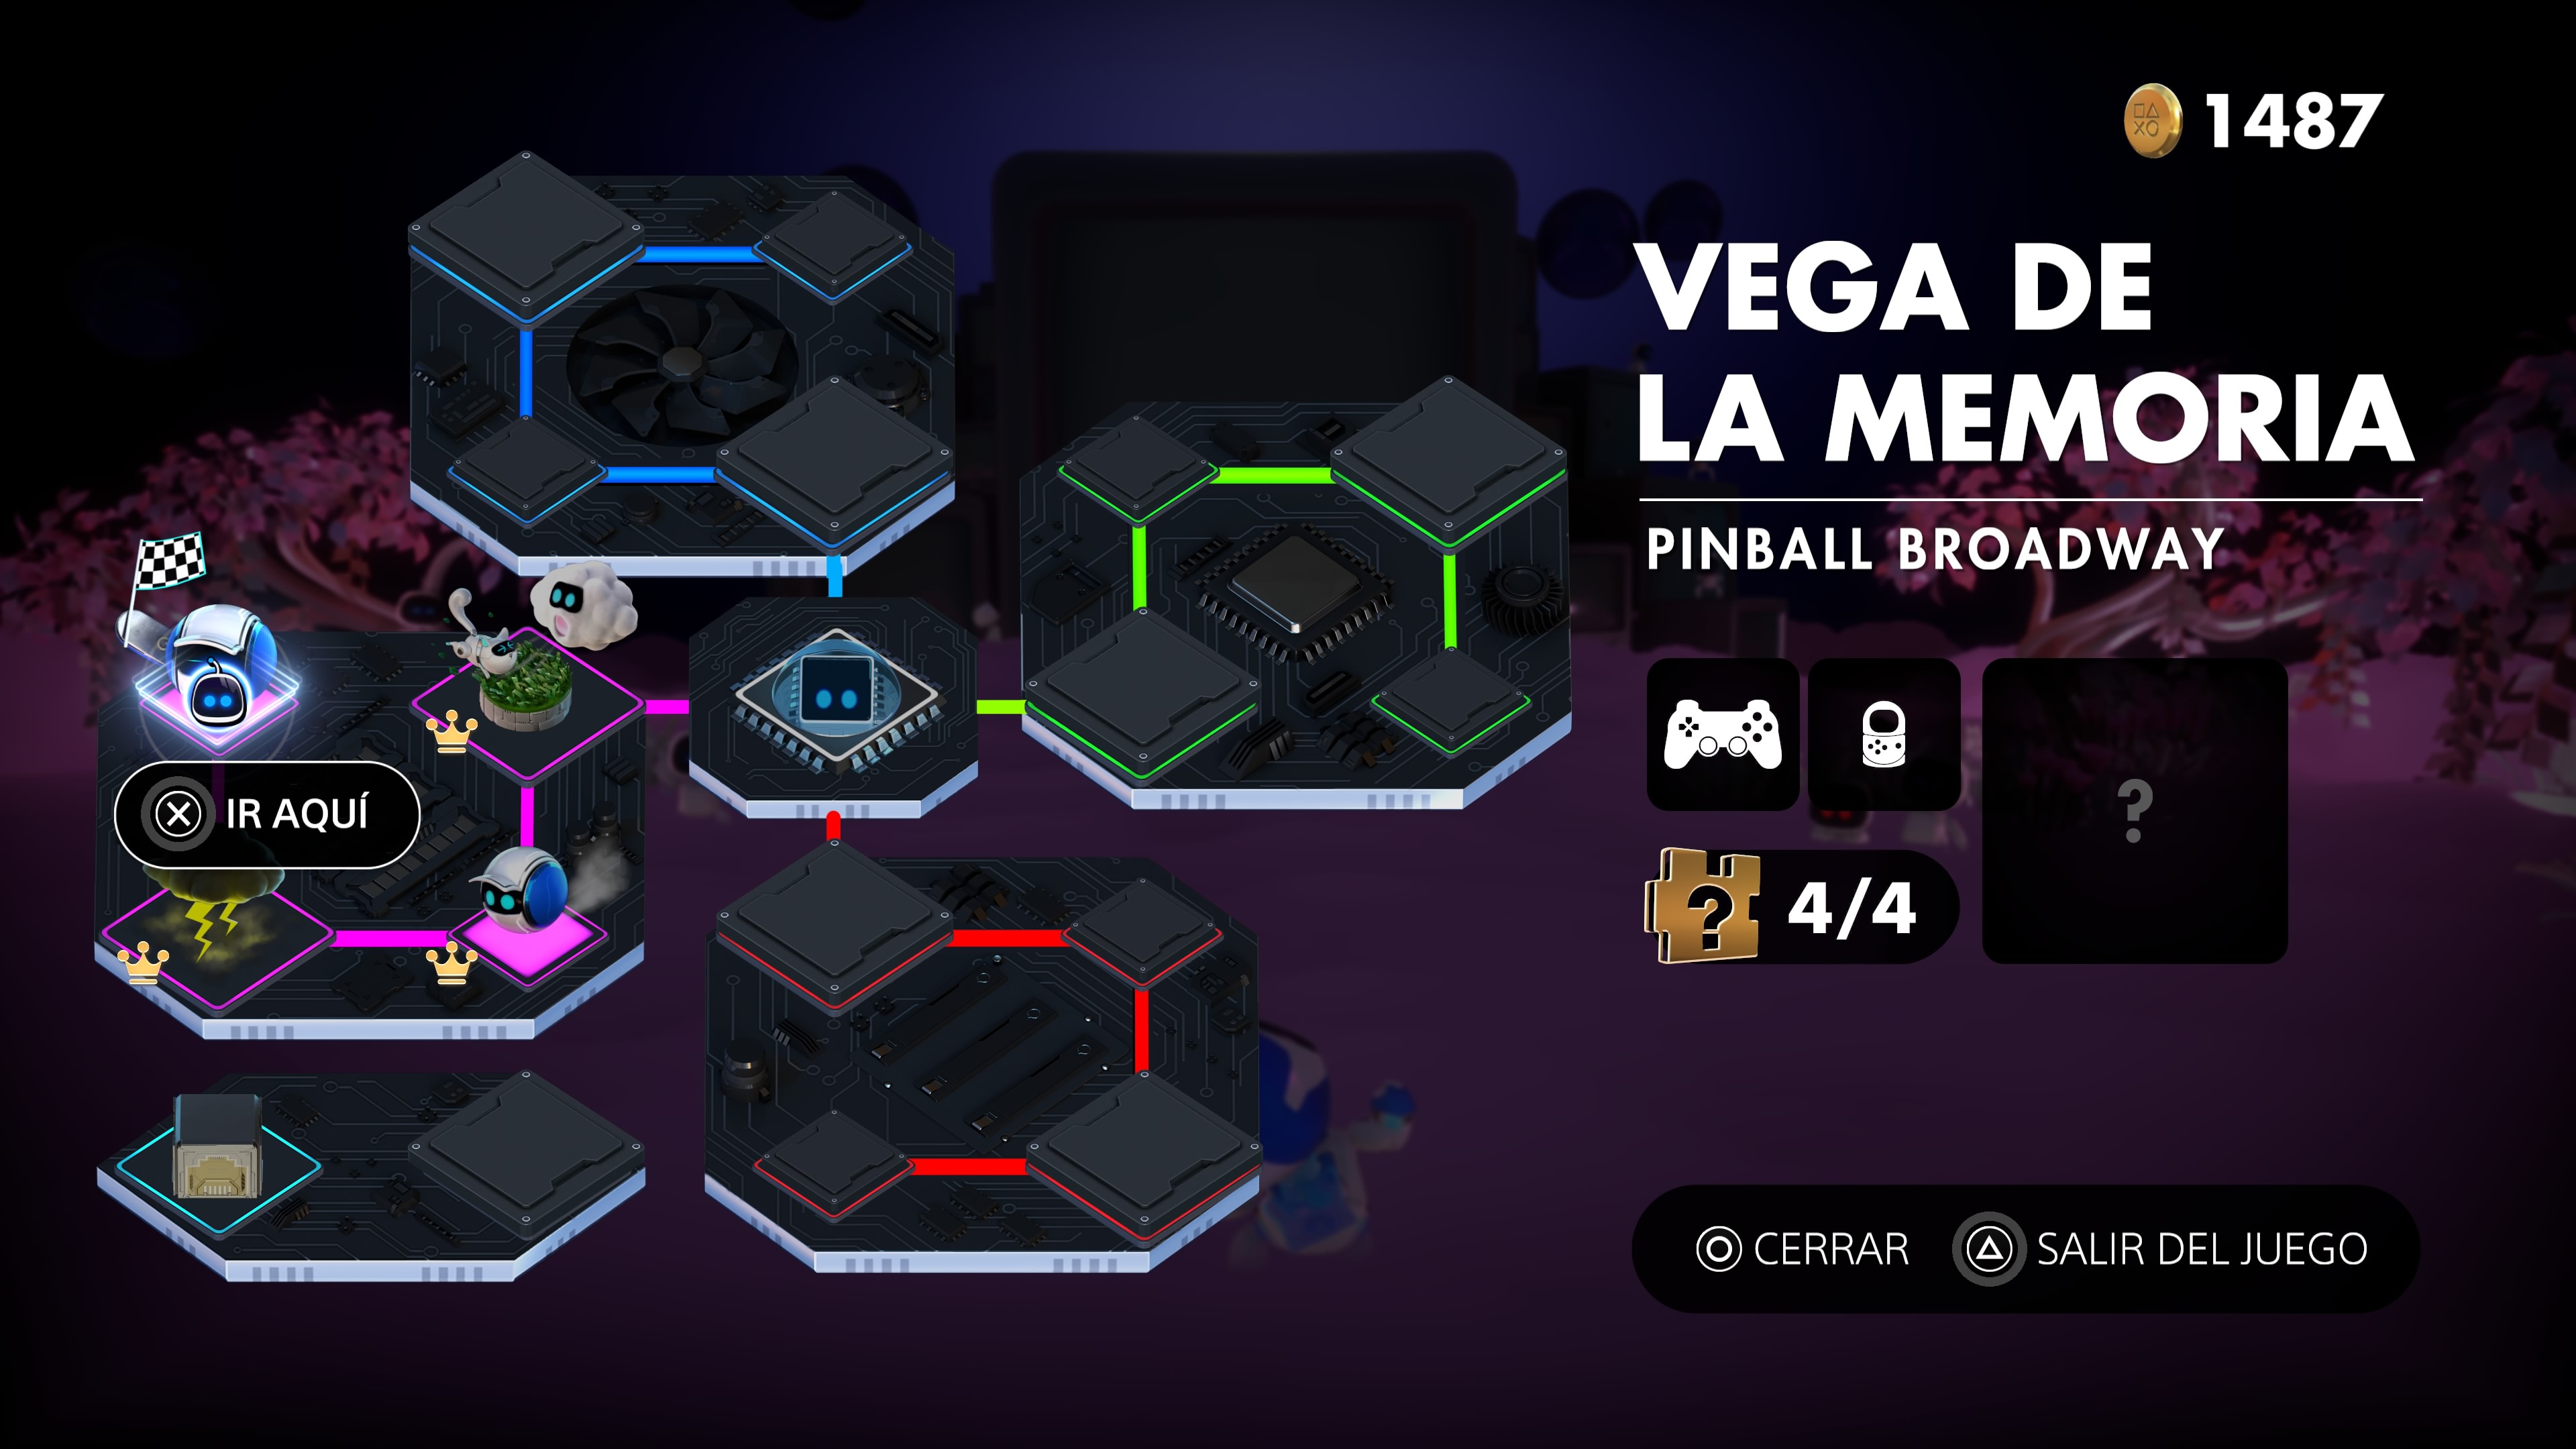 1487
VEGA DE
LA MEMORIA
PINBALL BROADWAY
IR AQUÍ
?
? 4/4
CERRAR SALIR DEL JUEGO